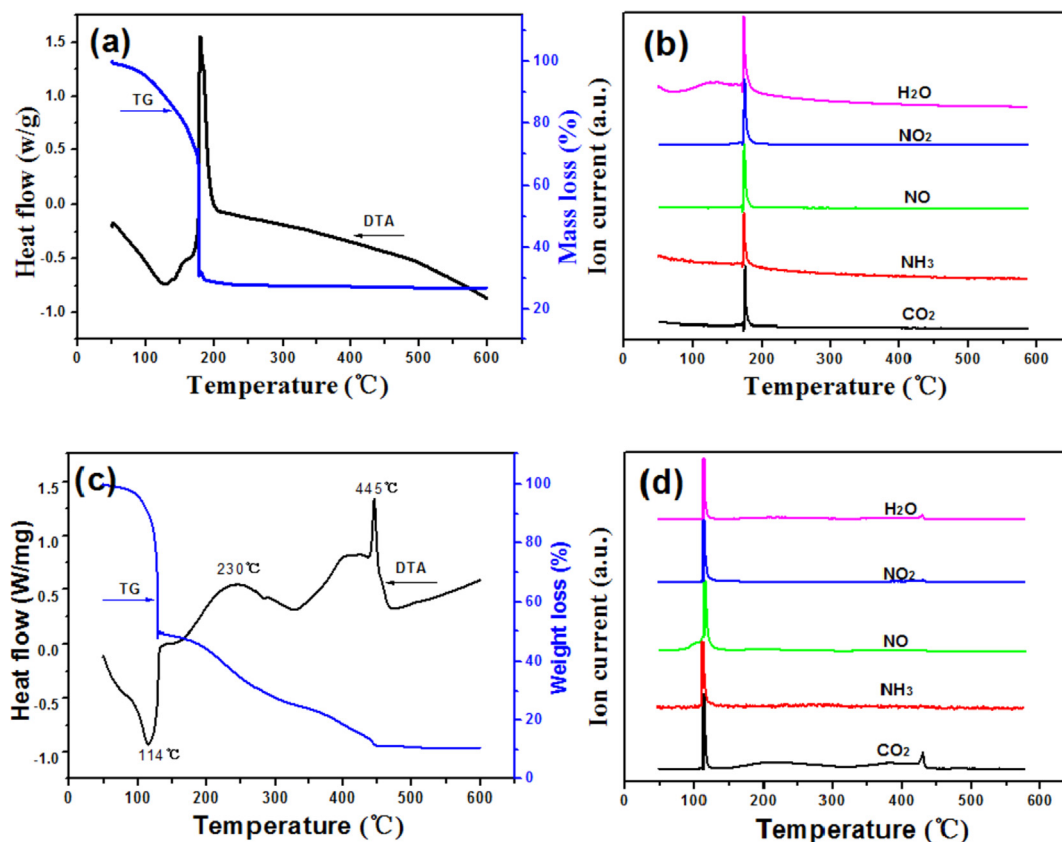 (a)
1.5
1.0
0.5
0.0
-0.5
-1.0
Heat flow (w/g)
TG
DTA
100
80
60
40
20
Mass loss (%)
0 100 200 300 400 500 600
Temperature (℃)
(b)
Ion current (a.u.)
H2O
NO2
NO
NH3
CO2
0 100 200 300 400 500 600
Temperature (℃)
(c)
1.5
1.0
0.5
0.0
-0.5
-1.0
Heat flow (W/mg)
TG
114℃
230℃
445℃
DTA
100
80
60
40
20
0
Weight loss (%)
0 100 200 300 400 500 600
Temperature (℃)
(d)
Ion current (a.u.)
H2O
NO2
NO
NH3
CO2
0 100 200 300 400 500 600
Temperature (℃)